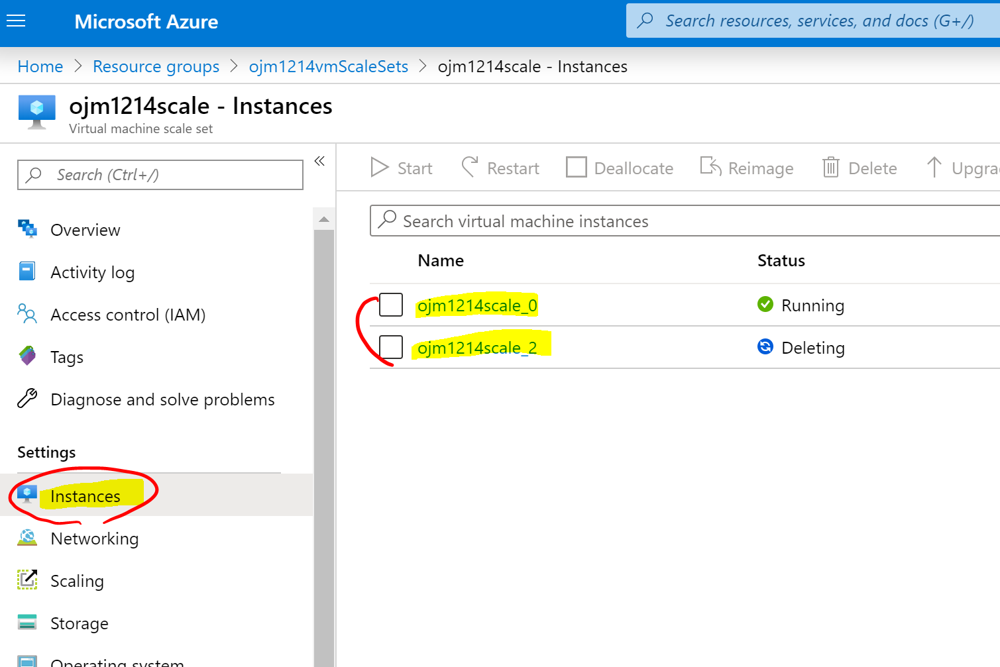 Microsoft Azure
Search resources, services, and docs (G+/)
Home > Resource groups > ojm1214vmScaleSets > ojm1214scale - Instances
ojm1214scale - Instances
Virtual machine scale set
Search (Ctrl+/)
«
Start Restart Deallocate Reimage Delete Upgra
Search virtual machine instances
Overview
Activity log
Access control (IAM)
Tags
Diagnose and solve problems
Settings
Instances
Networking
Scaling
Storage
Operating system
Name Status
ojm1214scale_0 Running
ojm1214scale_2 Deleting